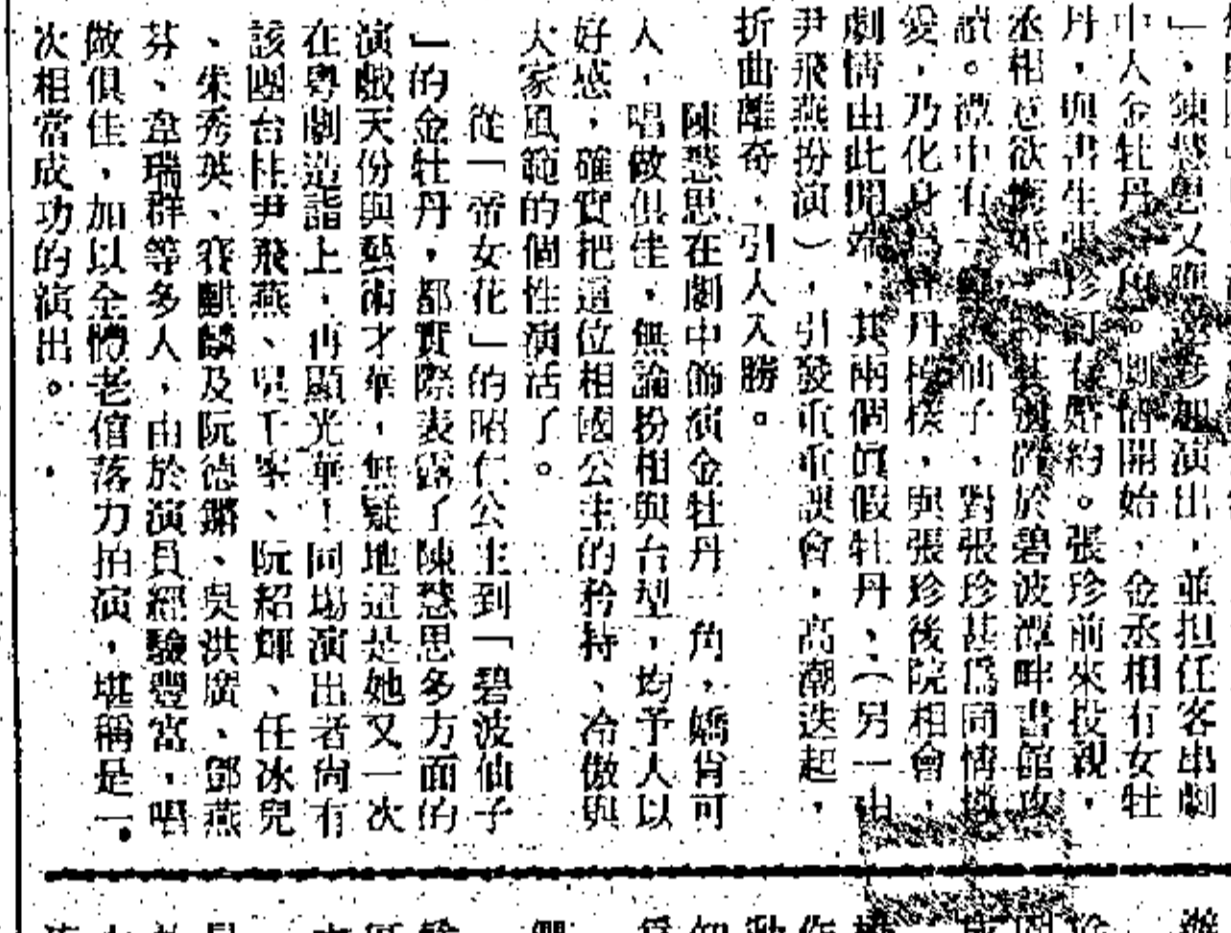 」，陳慧思又應邀參加演出，並担任客串劇
中人金牡丹一角。劇情開始，金丞相有女牡
丹，與書生張珍訂有婚約。張珍前來投親，
丞相意欲悔婚，將其安置於碧波潭畔書館攻
讀。潭中有一仙子，對張珍甚為同情憐
愛，乃化身為牡丹模樣，與張珍後院相會，
劇情由此開端，其兩個真假牡丹、（另一由
尹飛燕扮演），引發重重誤會，高潮迭起，
折曲離奇，引人入勝。
陳慧思在劇中飾演金牡丹一角，嬌肖可
人，唱做俱佳，無論扮相與台型，均予人以
好感，確實把這位相國公主的矜持、冷傲與
大家風範的個性演活了。
從「帝女花」的昭仁公主到「碧波仙子
」的金牡丹，都實際表露了陳慧思多方面的
演戲天份與藝術才華，無疑地這是她又一次
在粵劇造詣上，再顯光華！同場演出者尚有
該團台柱尹飛燕、吳千峯、阮紹輝、任冰兒
、朱秀英、賽麒麟及阮德鏘、吳洪廣、鄧燕
芬、韋瑞群等多人，由於演員經驗豐富，唱
做俱佳，加以全體老倌落力拍演，堪稱是一
次相當成功的演出。